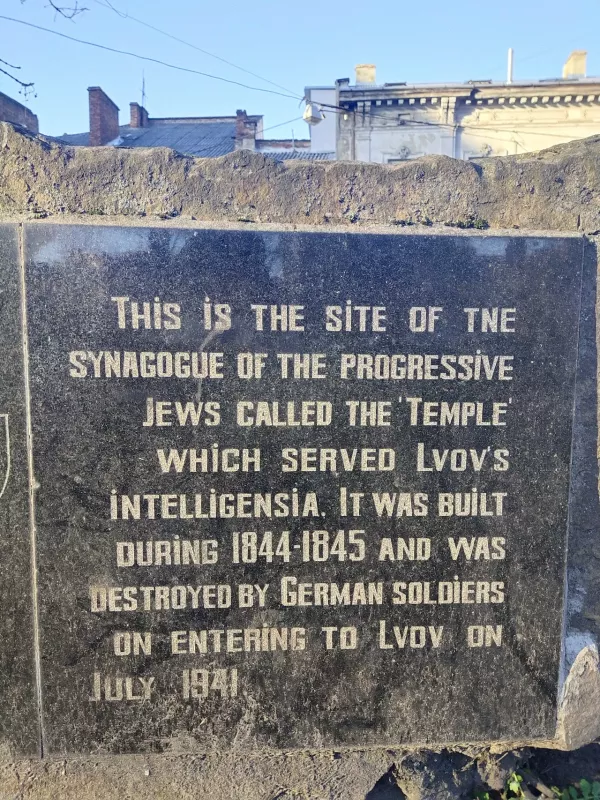 This is the site of tne
synagogue of the progressive
Jews called the 'Temple'
which served Lvov's
intelligensia. It was built
during 1844-1845 and was
destroyed by German soldiers
on entering to Lvov on
July 1941